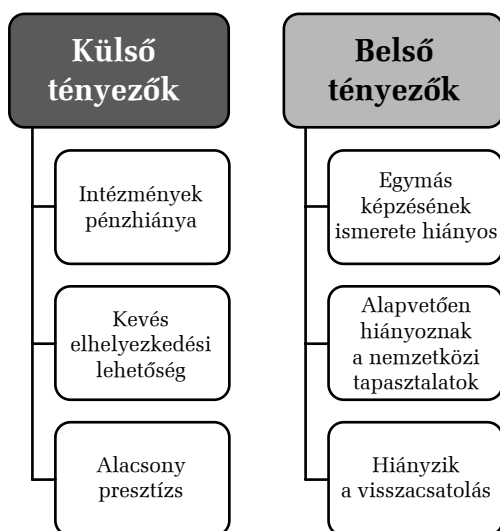 Külső
tényezők
Intézmények
pénzhiánya
Kevés
elhelyezkedési
lehetőség
Alacsony
presztízs
Belső
tényezők
Egymás
képzésének
ismerete hiányos
Alapvetően
hiányoznak
a nemzetközi
tapasztalatok
Hiányzik
a visszacsatolás